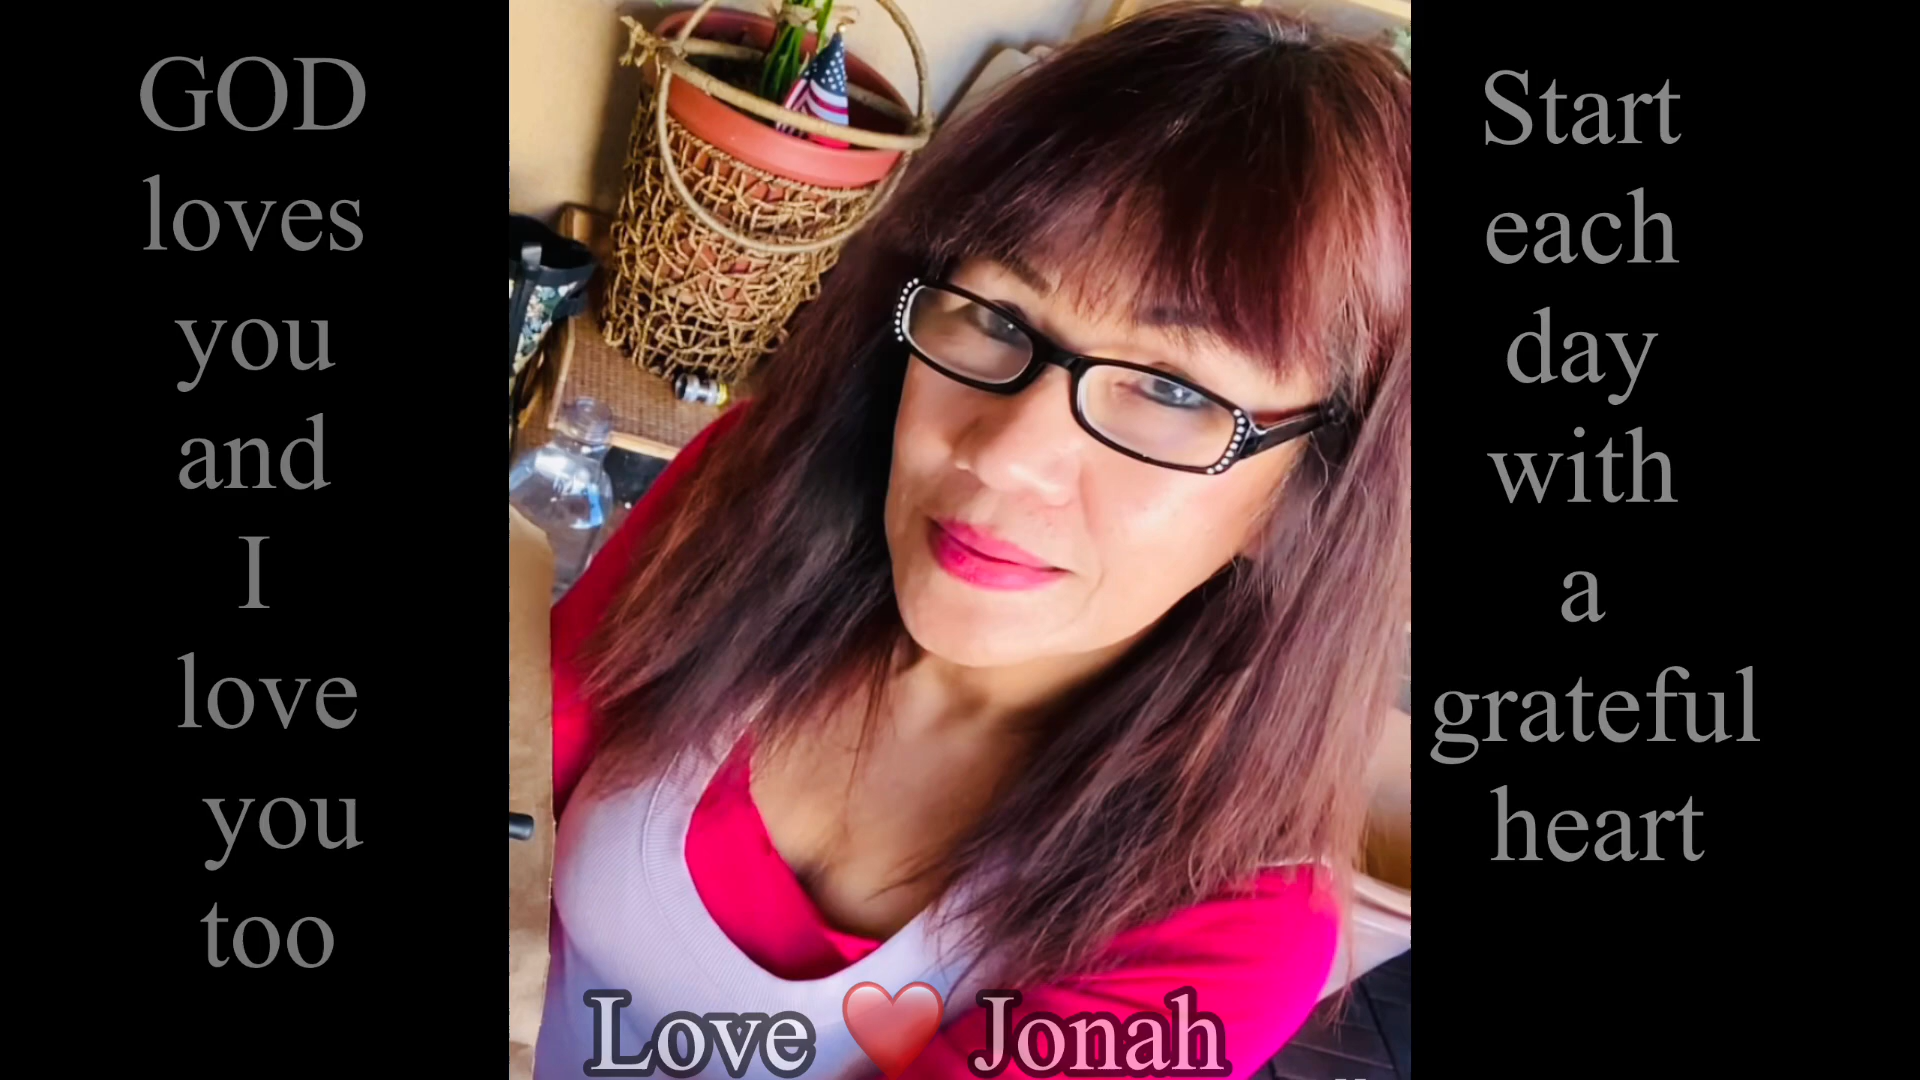 GOD
loves
you
and
I
love
you
too
Start
each
day
with
a
grateful
heart
Love ❤️ Jonah